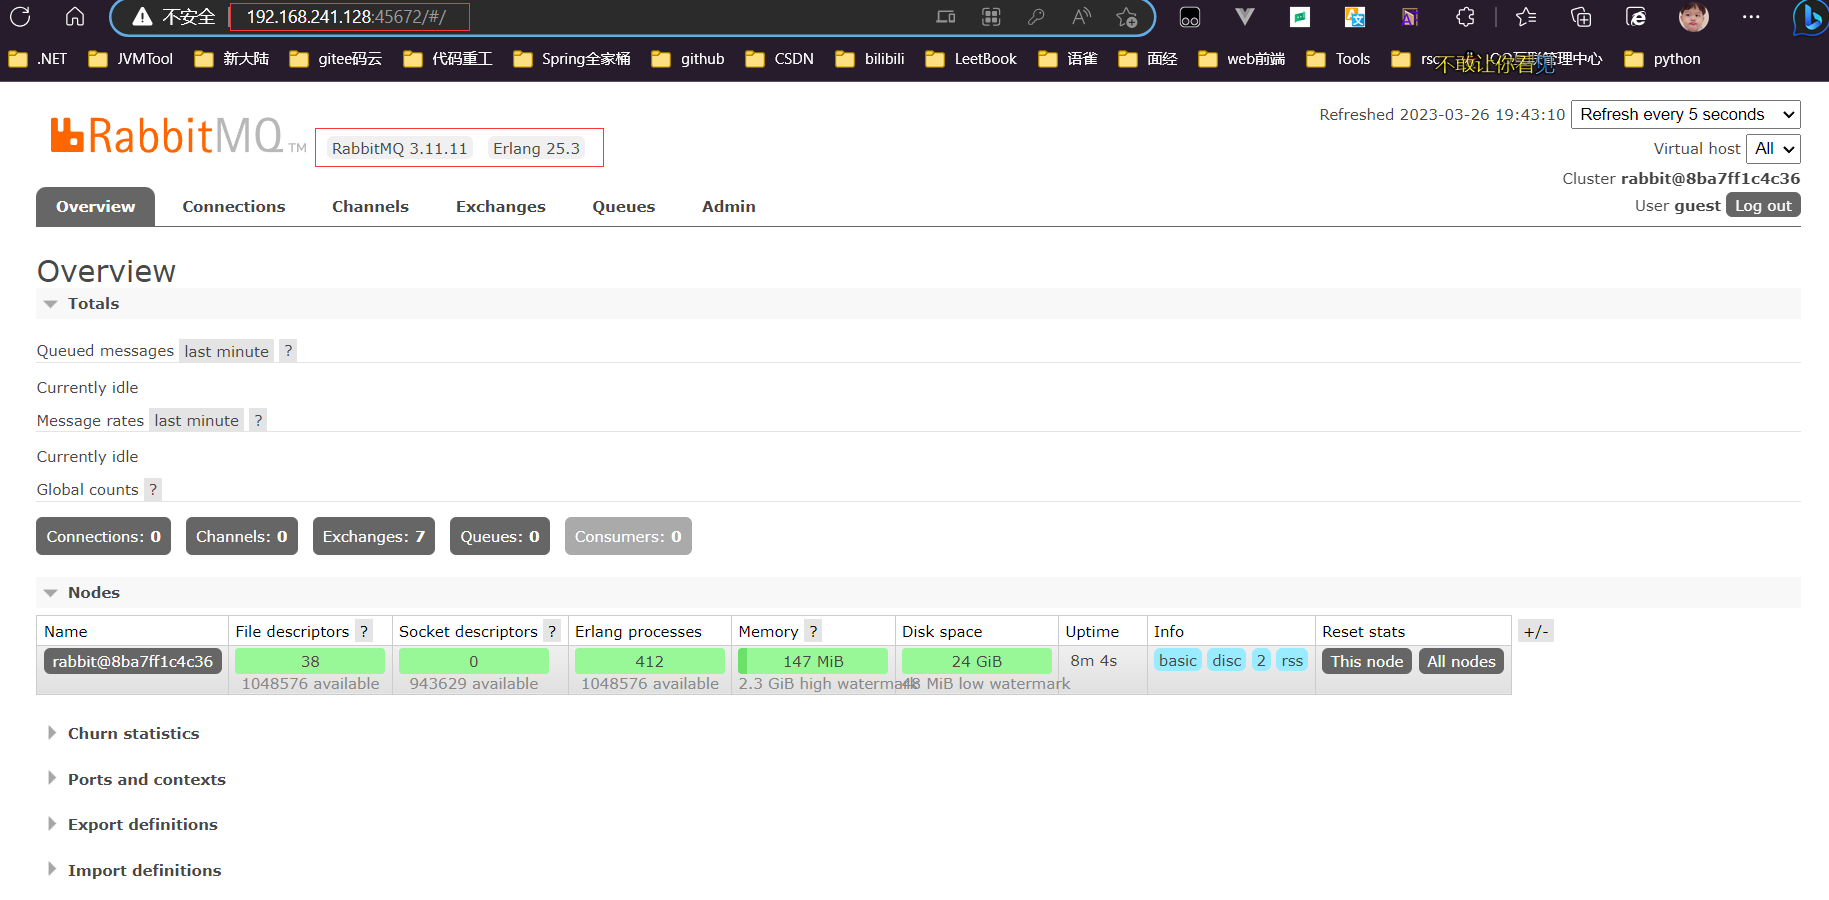 不安全 192.168.241.128:45672/#/
.NET JVMTool 新大陆 gitee码云 代码重工 Spring全家桶 github CSDN bilibili LeetBook 语雀 面经 web前端 Tools rsc 管理中心 python
不敢让你看见
RabbitMQ TM
RabbitMQ 3.11.11 Erlang 25.3
Refreshed 2023-03-26 19:43:10 Refresh every 5 seconds
Virtual host All
Cluster rabbit@8ba7ff1c4c36
User guest Log out
Overview Connections Channels Exchanges Queues Admin
Overview
Totals
Queued messages last minute ?
Currently idle
Message rates last minute ?
Currently idle
Global counts ?
Connections: 0 Channels: 0 Exchanges: 7 Queues: 0 Consumers: 0
Nodes
Name File descriptors ? Socket descriptors ? Erlang processes Memory ? Disk space Uptime Info Reset stats +/-
rabbit@8ba7ff1c4c36 38 0 412 147 MiB 24 GiB 8m 4s basic disc 2 rss This node All nodes
1048576 available 943629 available 1048576 available 2.3 GiB high watermark 48 MiB low watermark
Churn statistics
Ports and contexts
Export definitions
Import definitions